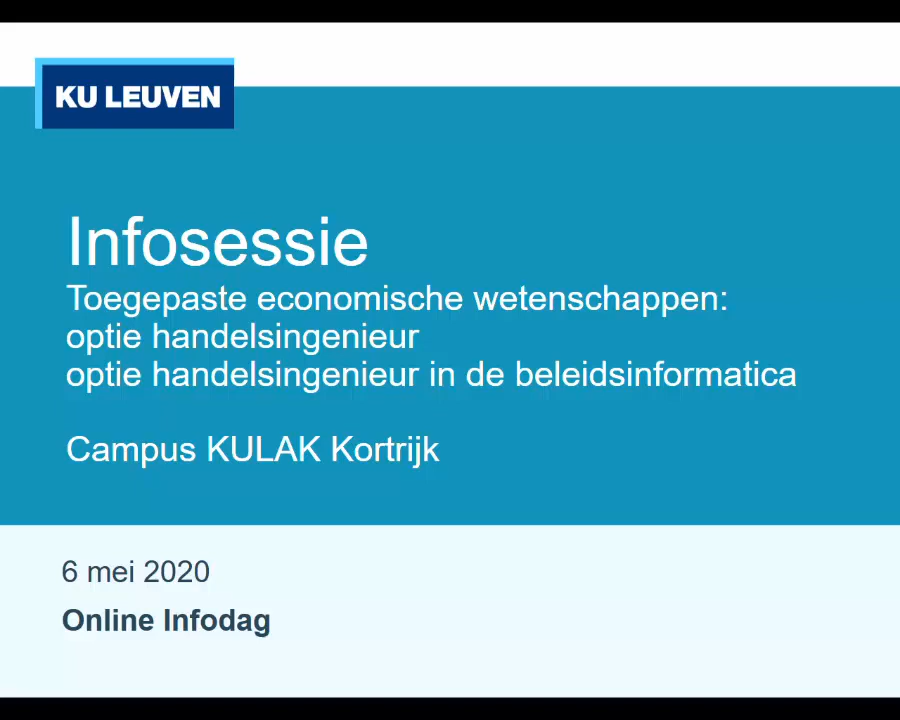 KU LEUVEN
Infosessie
Toegepaste economische wetenschappen:
optie handelsingenieur
optie handelsingenieur in de beleidsinformatica
Campus KULAK Kortrijk
6 mei 2020
Online Infodag